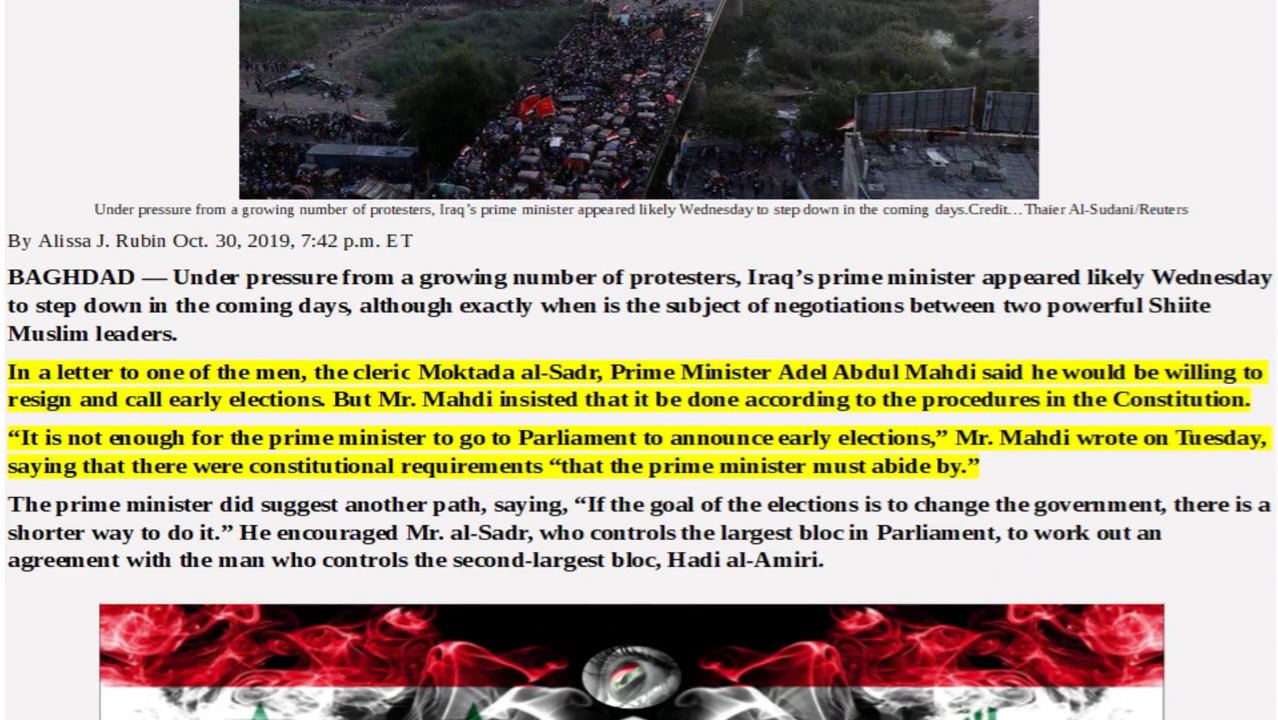 Under pressure from a growing number of protesters, Iraq’s prime minister appeared likely Wednesday to step down in the coming days.Credit…Thaier Al-Sudani/Reuters
By Alissa J. Rubin Oct. 30, 2019, 7:42 p.m. ET
BAGHDAD — Under pressure from a growing number of protesters, Iraq’s prime minister appeared likely Wednesday
to step down in the coming days, although exactly when is the subject of negotiations between two powerful Shiite
Muslim leaders.
In a letter to one of the men, the cleric Moktada al-Sadr, Prime Minister Adel Abdul Mahdi said he would be willing to
resign and call early elections. But Mr. Mahdi insisted that it be done according to the procedures in the Constitution.
“It is not enough for the prime minister to go to Parliament to announce early elections,” Mr. Mahdi wrote on Tuesday,
saying that there were constitutional requirements “that the prime minister must abide by.”
The prime minister did suggest another path, saying, “If the goal of the elections is to change the government, there is a
shorter way to do it.” He encouraged Mr. al-Sadr, who controls the largest bloc in Parliament, to work out an
agreement with the man who controls the second-largest bloc, Hadi al-Amiri.